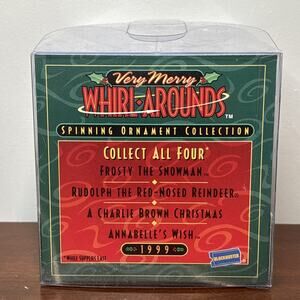 Very Merry
WHIRL-AROUNDS
TM
SPINNING ORNAMENT COLLECTION
COLLECT ALL FOUR*
FROSTY THE SNOWMAN
RUDOLPH THE RED-NOSED REINDEER
A CHARLIE BROWN CHRISTMAS
ANNABELLE'S WISH
1999
*WHILE SUPPLIES LAST
BLOCKBUSTER